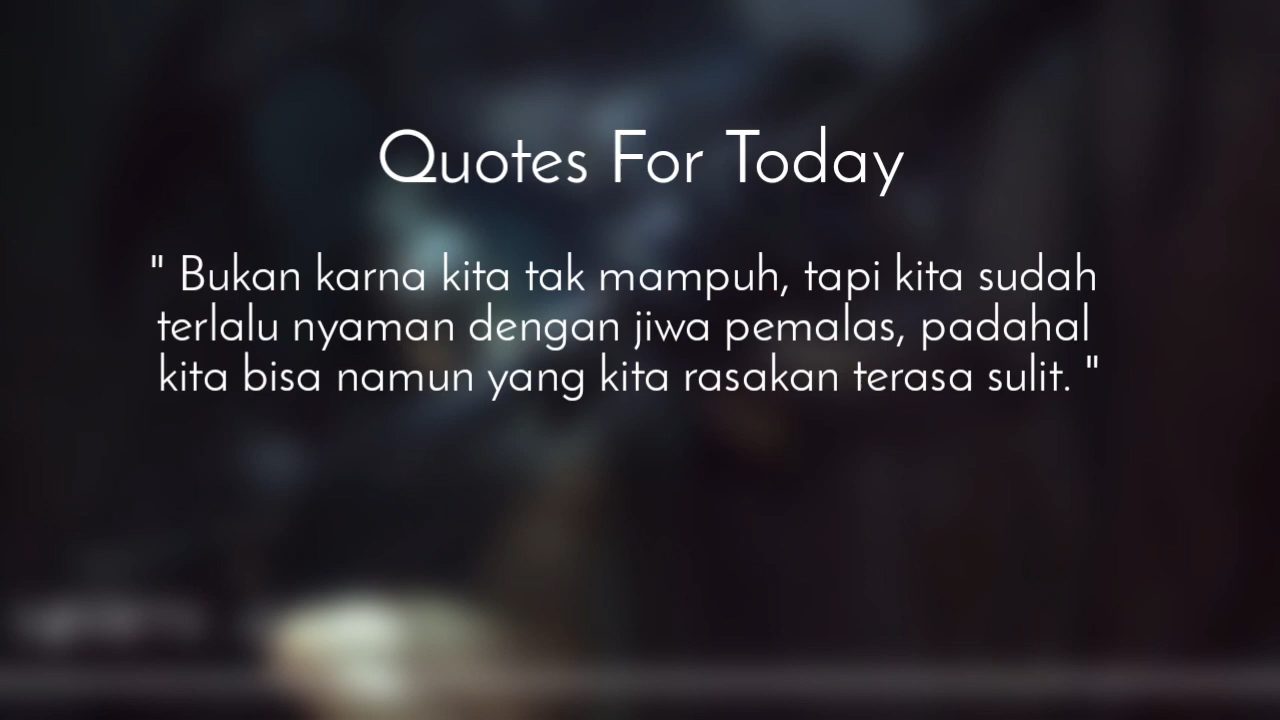 Quotes For Today
" Bukan karna kita tak mampuh, tapi kita sudah
terlalu nyaman dengan jiwa pemalas, padahal
kita bisa namun yang kita rasakan terasa sulit. "